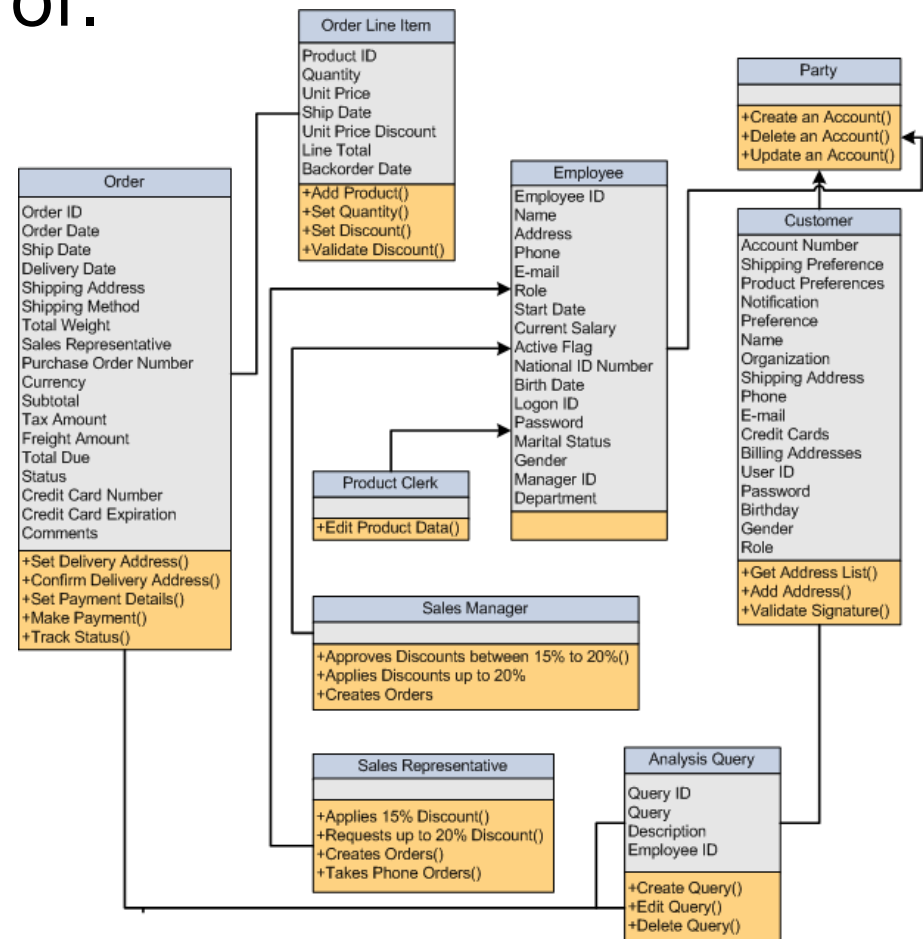 of.
Order Line Item
Product ID
Quantity
Unit Price
Ship Date
Unit Price Discount
Line Total
Backorder Date
+Add Product()
+Set Quantity()
+Set Discount()
+Validate Discount()
Party
+Create an Account()
+Delete an Account()
+Update an Account()
Order
Order ID
Order Date
Ship Date
Delivery Date
Shipping Address
Shipping Method
Total Weight
Sales Representative
Purchase Order Number
Currency
Subtotal
Tax Amount
Freight Amount
Total Due
Status
Credit Card Number
Credit Card Expiration
Comments
+Set Delivery Address()
+Confirm Delivery Address()
+Set Payment Details()
+Make Payment()
+Track Status()
Employee
Employee ID
Name
Address
Phone
E-mail
Role
Start Date
Current Salary
Active Flag
National ID Number
Birth Date
Logon ID
Password
Marital Status
Gender
Manager ID
Department
Customer
Account Number
Shipping Preference
Product Preferences
Notification
Preference
Name
Organization
Shipping Address
Phone
E-mail
Credit Cards
Billing Addresses
User ID
Password
Birthday
Gender
Role
+Get Address List()
+Add Address()
+Validate Signature()
Product Clerk
+Edit Product Data()
Sales Manager
+Approves Discounts between 15% to 20%()
+Applies Discounts up to 20%
+Creates Orders
Sales Representative
+Applies 15% Discount()
+Requests up to 20% Discount()
+Creates Orders()
+Takes Phone Orders()
Analysis Query
Query ID
Query
Description
Employee ID
+Create Query()
+Edit Query()
+Delete Query()